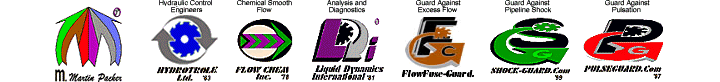 Hydraulic Control
Engineers
Chemical Smooth
Flow
Analysis and
Diagnostics
Guard Against
Excess Flow
Guard Against
Pipeline Shock
Guard Against
Pulsation
M. Martin Packer
HYDROTROLE
Ltd. '63
FLOW CHEM
Inc. '78
Liquid Dynamics
International '81
FlowFuse-Guard.
SHOCK-GUARD.Com
'99
PULSEGUARD.Com
'97